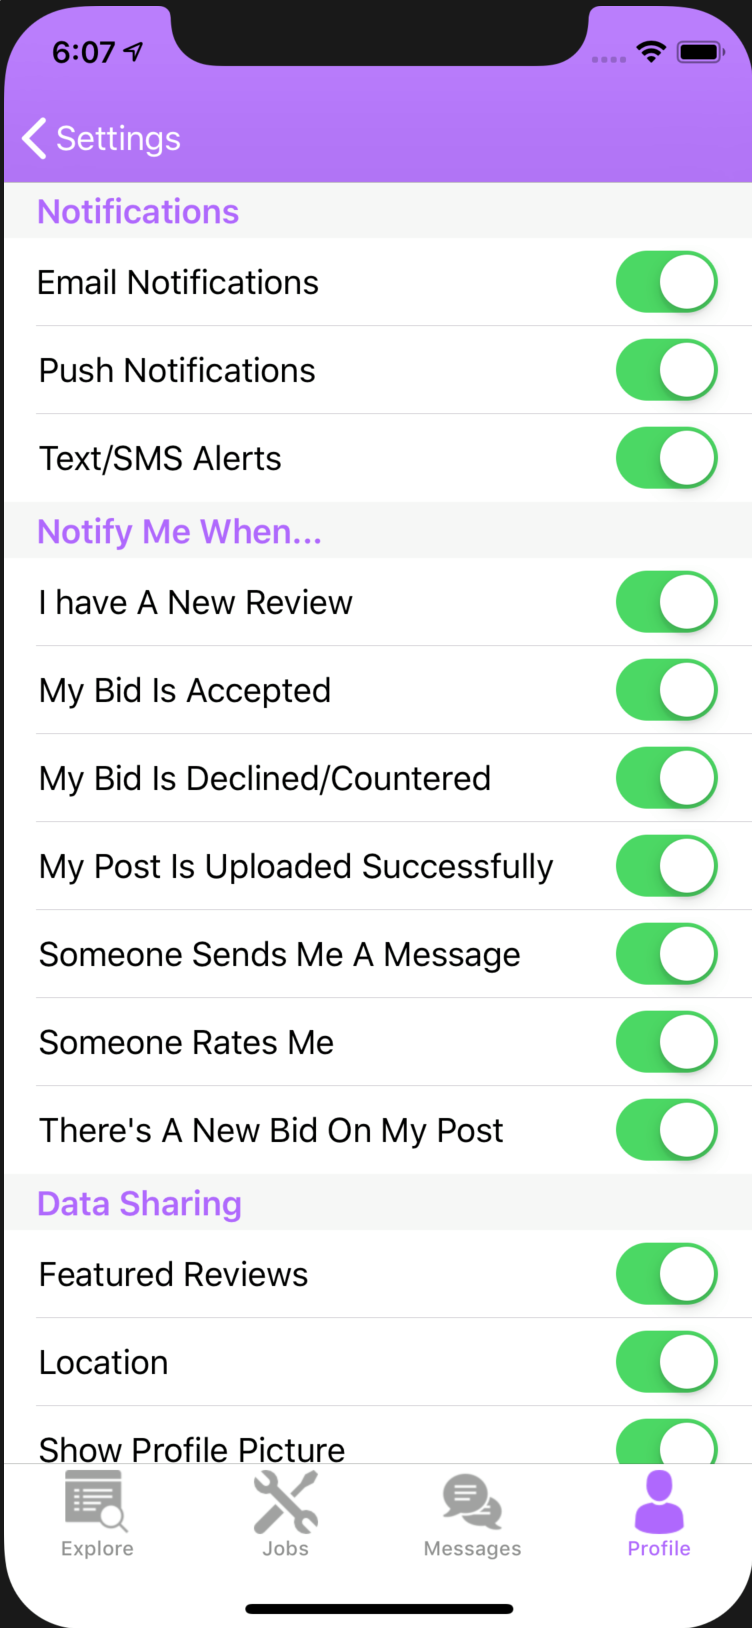 6:07
Settings
Notifications
Email Notifications
Push Notifications
Text/SMS Alerts
Notify Me When...
I have A New Review
My Bid Is Accepted
My Bid Is Declined/Countered
My Post Is Uploaded Successfully
Someone Sends Me A Message
Someone Rates Me
There's A New Bid On My Post
Data Sharing
Featured Reviews
Location
Show Profile Picture
Explore
Jobs
Messages
Profile